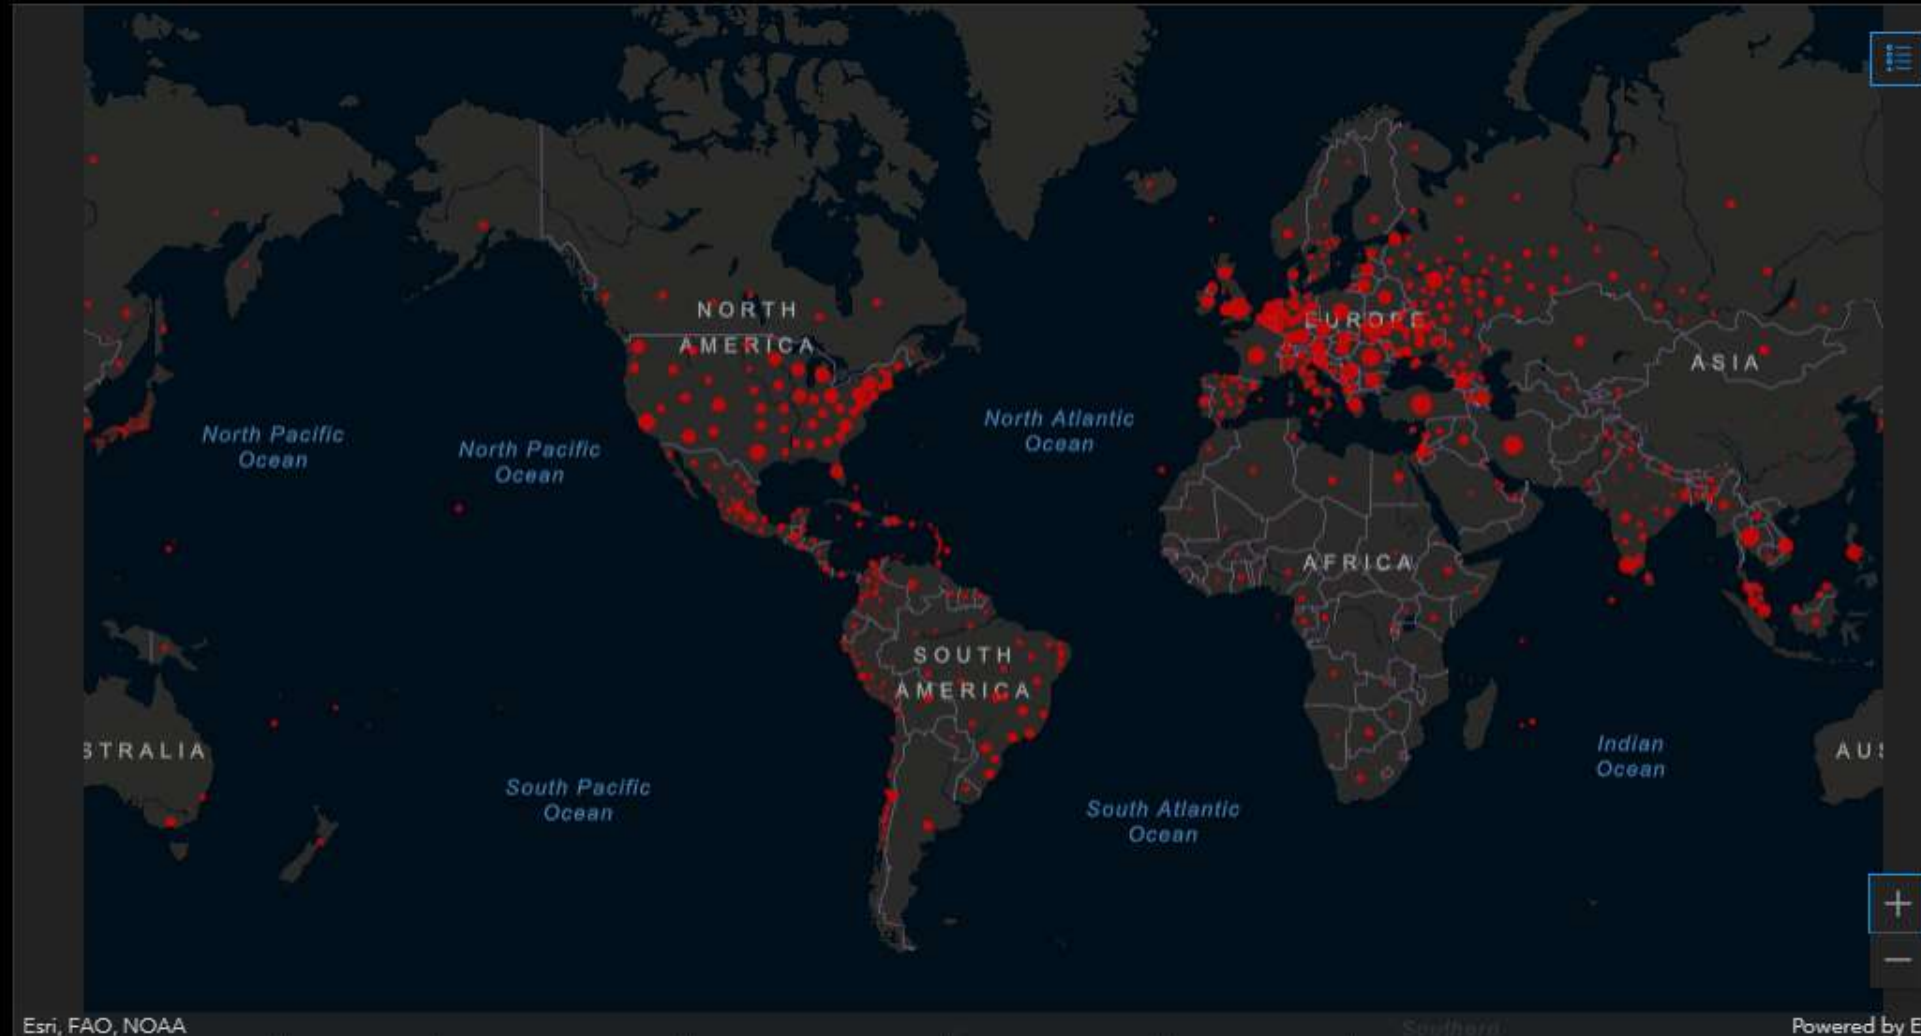 NORTH
AMERICA
EUROPE
ASIA
North Pacific
Ocean
North Pacific
Ocean
North Atlantic
Ocean
AFRICA
SOUTH
AMERICA
STRALIA
South Pacific
Ocean
South Atlantic
Ocean
Indian
Ocean
AUS
Esri, FAO, NOAA
Southern
Powered by E